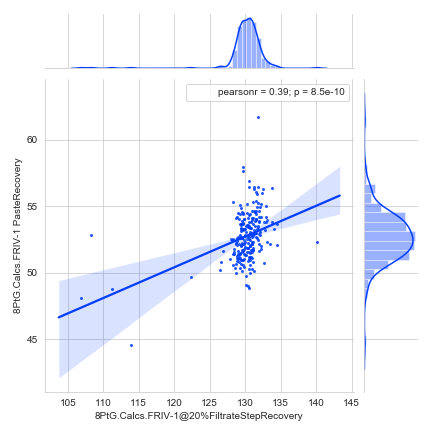 pearsonr = 0.39; p = 8.5e-10
60
55
50
45
8PtG.Calcs.FRIV-1 PasteRecovery
105 110 115 120 125 130 135 140 145
8PtG.Calcs.FRIV-1@20%FiltrateStepRecovery